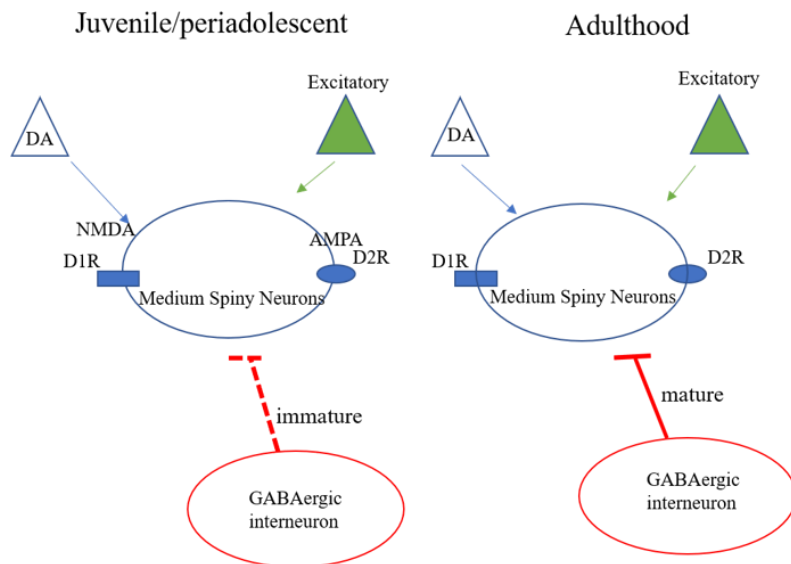 Juvenile/periadolescent
Adulthood
Excitatory
DA
NMDA
AMPA
D1R
D2R
Medium Spiny Neurons
immature
GABAergic
interneuron
Excitatory
DA
D1R
D2R
Medium Spiny Neurons
mature
GABAergic
interneuron